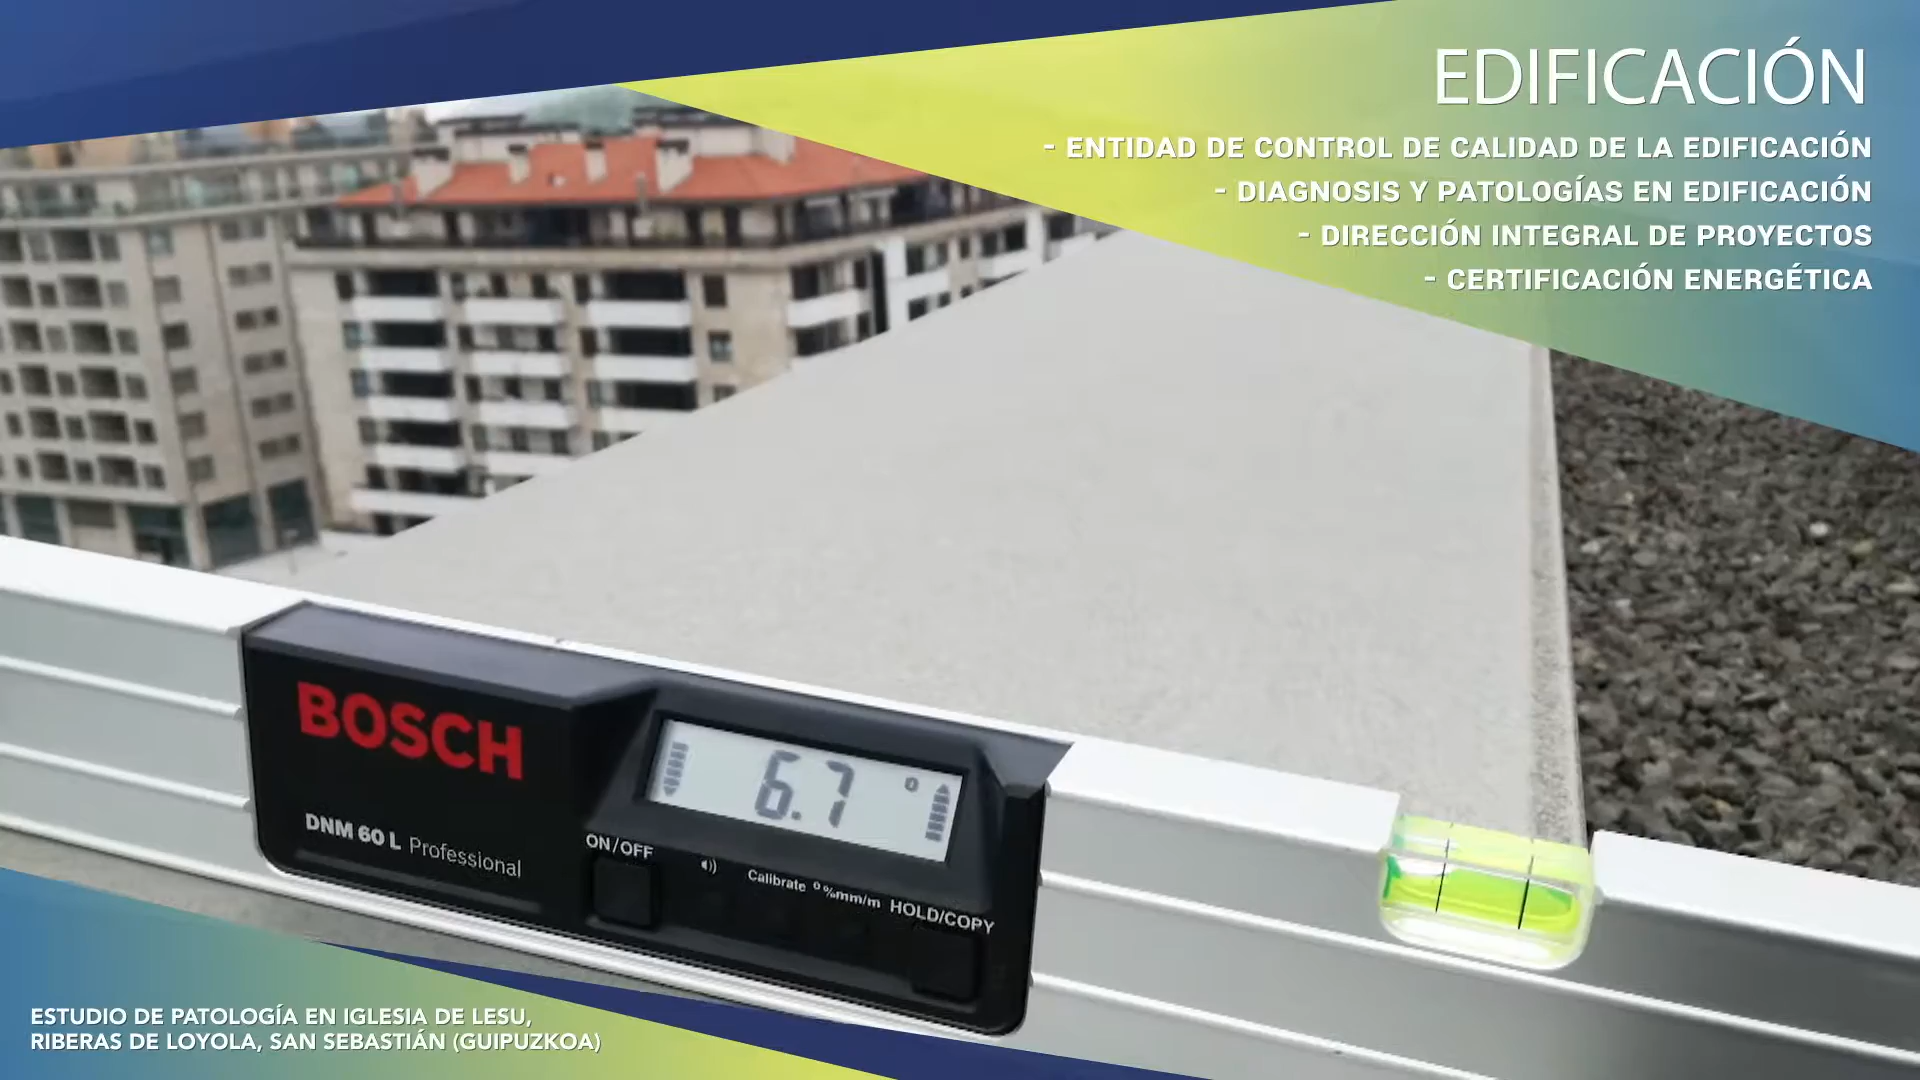 EDIFICACIÓN
- ENTIDAD DE CONTROL DE CALIDAD DE LA EDIFICACIÓN
- DIAGNOSIS Y PATOLOGÍAS EN EDIFICACIÓN
- DIRECCIÓN INTEGRAL DE PROYECTOS
- CERTIFICACIÓN ENERGÉTICA
BOSCH
6.7 °
DNM 60 L Professional
ON/OFF
Calibrate °%mm/m HOLD/COPY
ESTUDIO DE PATOLOGÍA EN IGLESIA DE LESU,
RIBERAS DE LOYOLA, SAN SEBASTIÁN (GUIPUZKOA)